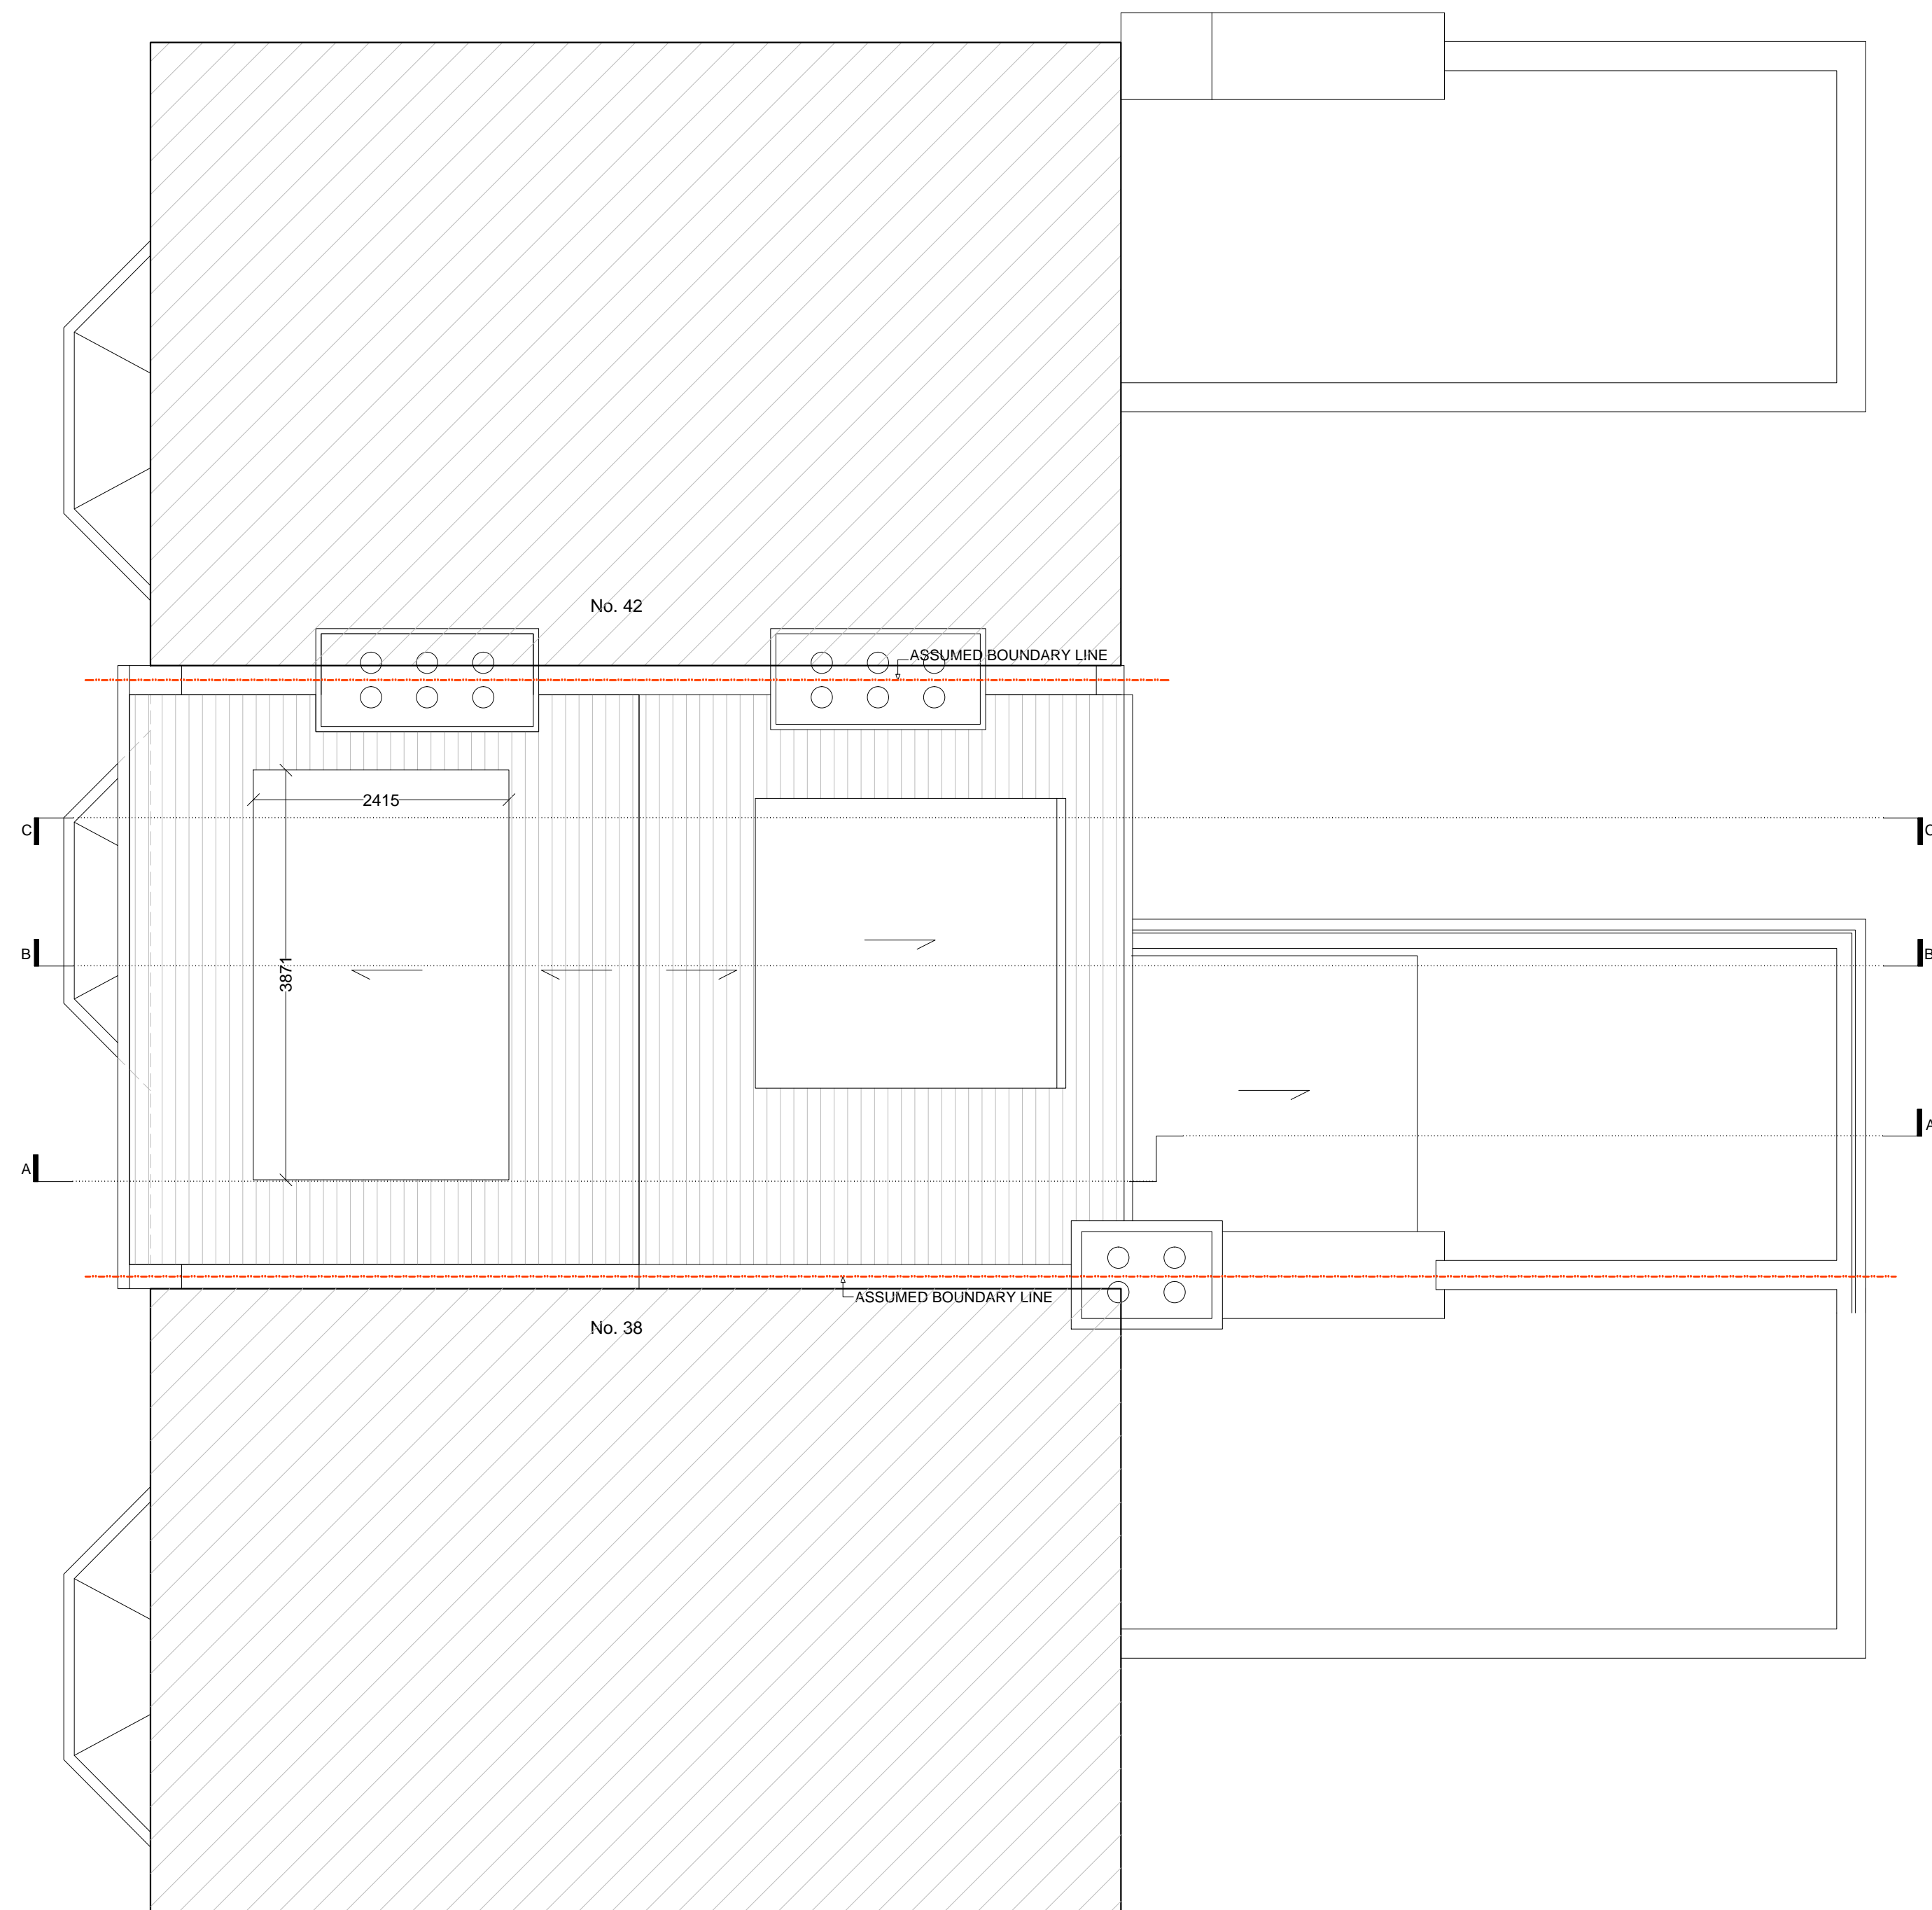 No. 42
ASSUMED BOUNDARY LINE
2415
C
C
3871
B
B
A
A
ASSUMED BOUNDARY LINE
No. 38